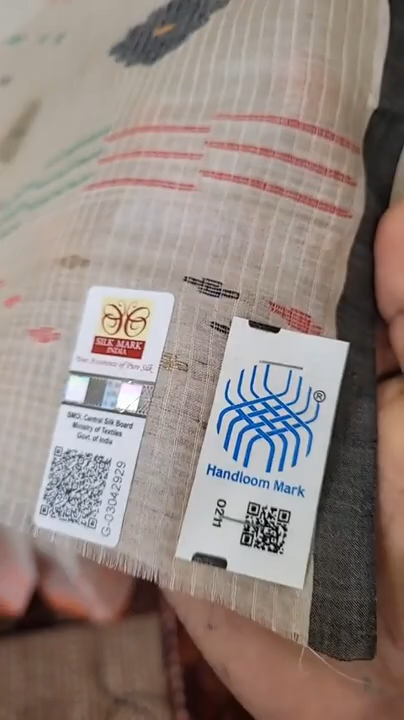 SILK MARK
INDIA
Your Assurance of Pure Silk
SMOI: Central Silk Board
Ministry of Textiles
Govt. of India
G-03042929
®
Handloom Mark
0211